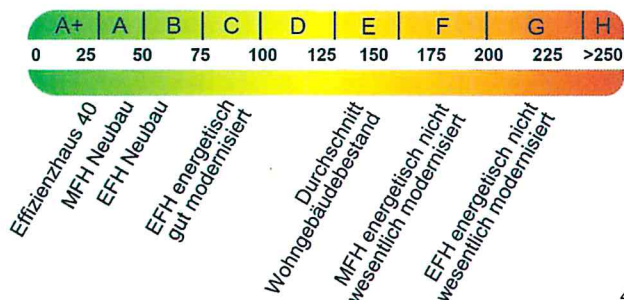 A+ A B C D E F G H
0 25 50 75 100 125 150 175 200 225 >250
Effizienzhaus 40
MFH Neubau
EFH Neubau
EFH energetisch
gut modernisiert
Durchschnitt
Wohngebäudebestand
MFH energetisch nicht
wesentlich modernisiert
EFH energetisch nicht
wesentlich modernisiert